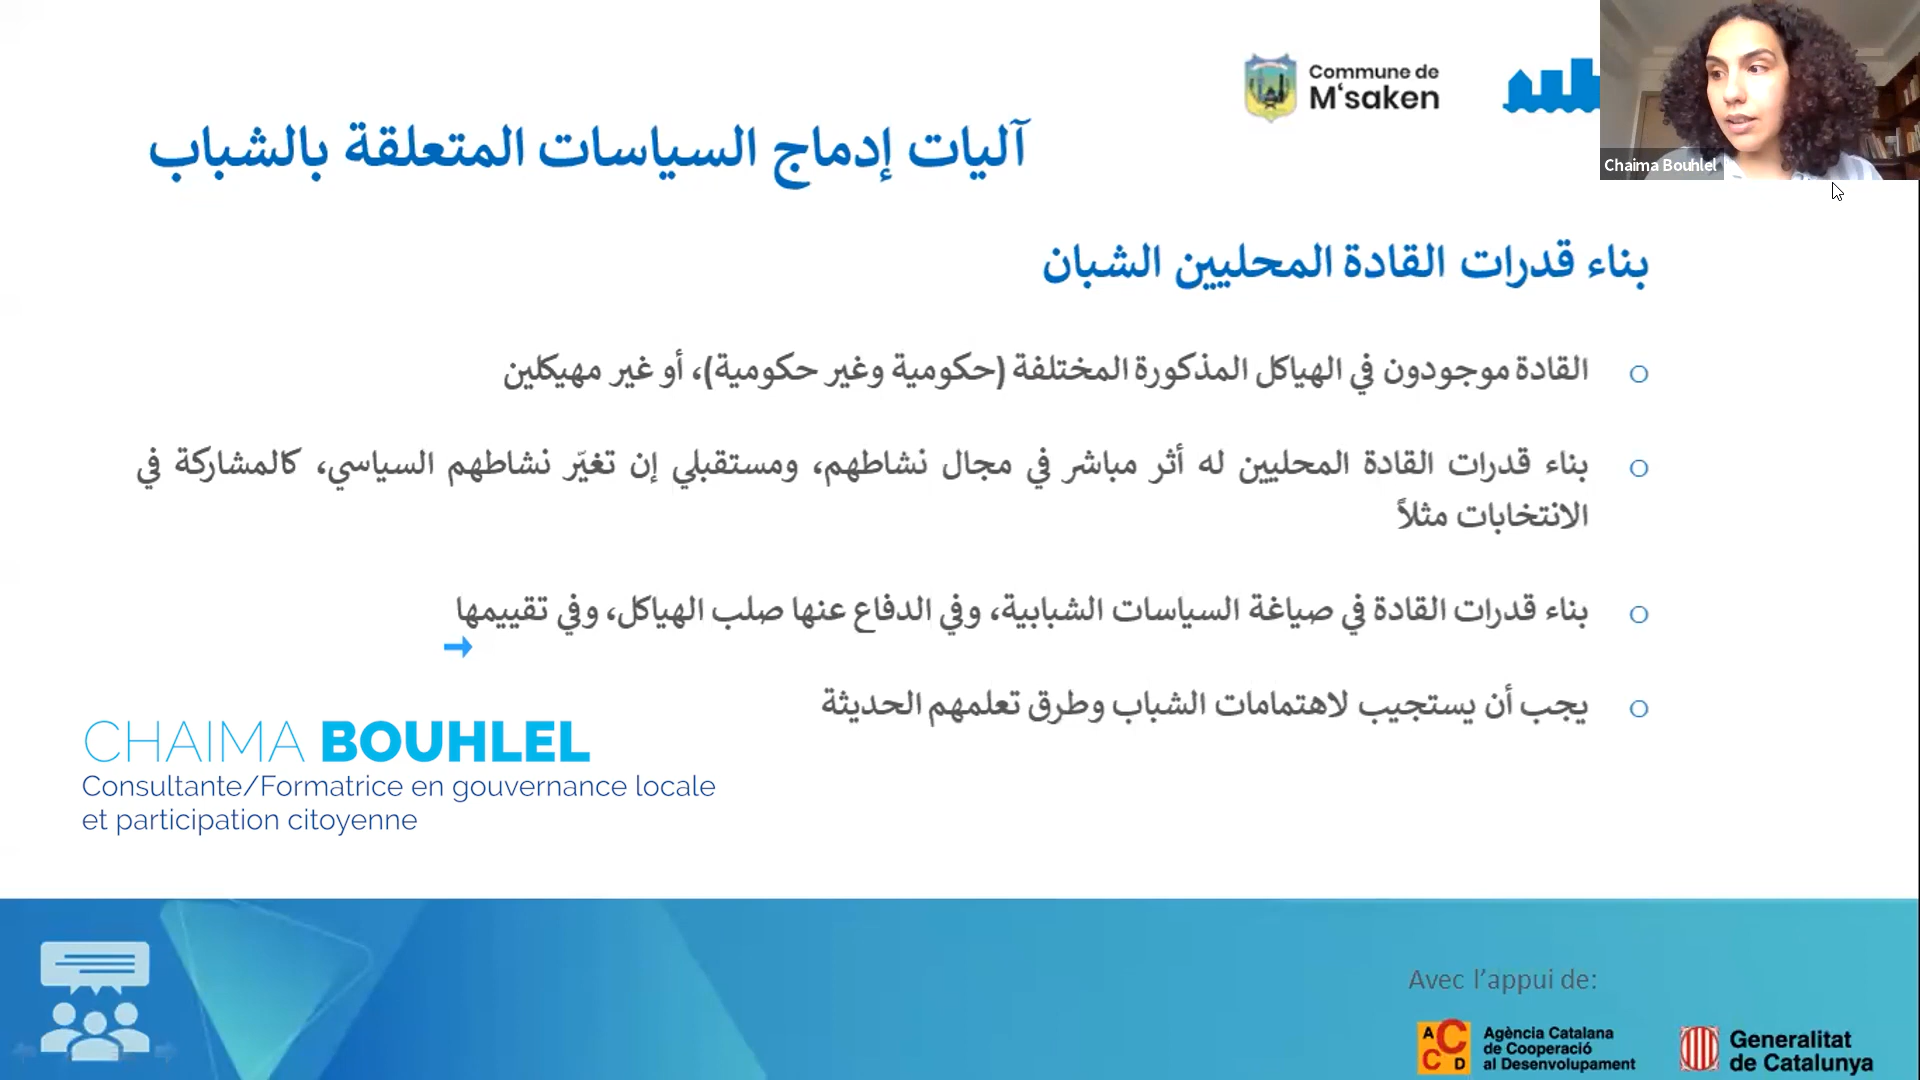 Commune de
M'saken
Chaima Bouhlel
آليات إدماج السياسات المتعلقة بالشباب
بناء قدرات القادة المحليين الشبان
القادة موجودون في الهياكل المذكورة المختلفة (حكومية وغير حكومية)، أو غير مهيكلين
بناء قدرات القادة المحليين له أثر مباشر في مجال نشاطهم، ومستقبلي إن تغيّر نشاطهم السياسي، كالمشاركة في
الانتخابات مثلاً
بناء قدرات القادة في صياغة السياسات الشبابية، وفي الدفاع عنها صلب الهياكل، وفي تقييمها
يجب أن يستجيب لاهتمامات الشباب وطرق تعلمهم الحديثة
CHAIMA BOUHLEL
Consultante/Formatrice en gouvernance locale
et participation citoyenne
Avec l'appui de:
ACCD
Agència Catalana
de Cooperació
al Desenvolupament
Generalitat
de Catalunya